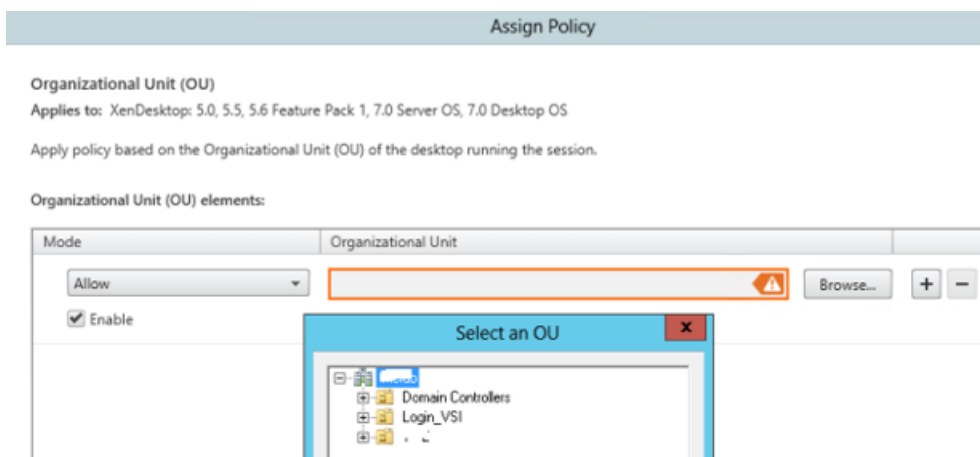 Assign Policy
Organizational Unit (OU)
Applies to: XenDesktop: 5.0, 5.5, 5.6 Feature Pack 1, 7.0 Server OS, 7.0 Desktop OS
Apply policy based on the Organizational Unit (OU) of the desktop running the session.
Organizational Unit (OU) elements:
Mode Organizational Unit
Allow Browse... + −
Enable
Select an OU x
Domain Controllers
Login_VSI